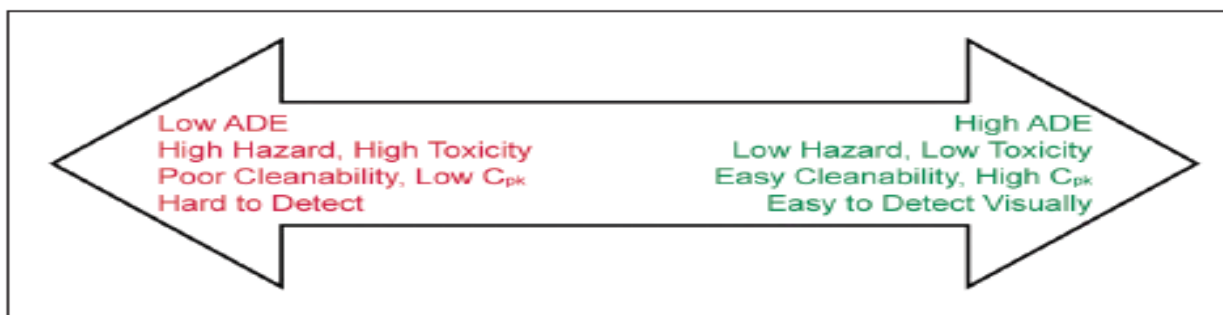 Low ADE
High Hazard, High Toxicity
Poor Cleanability, Low Cpk
Hard to Detect
High ADE
Low Hazard, Low Toxicity
Easy Cleanability, High Cpk
Easy to Detect Visually